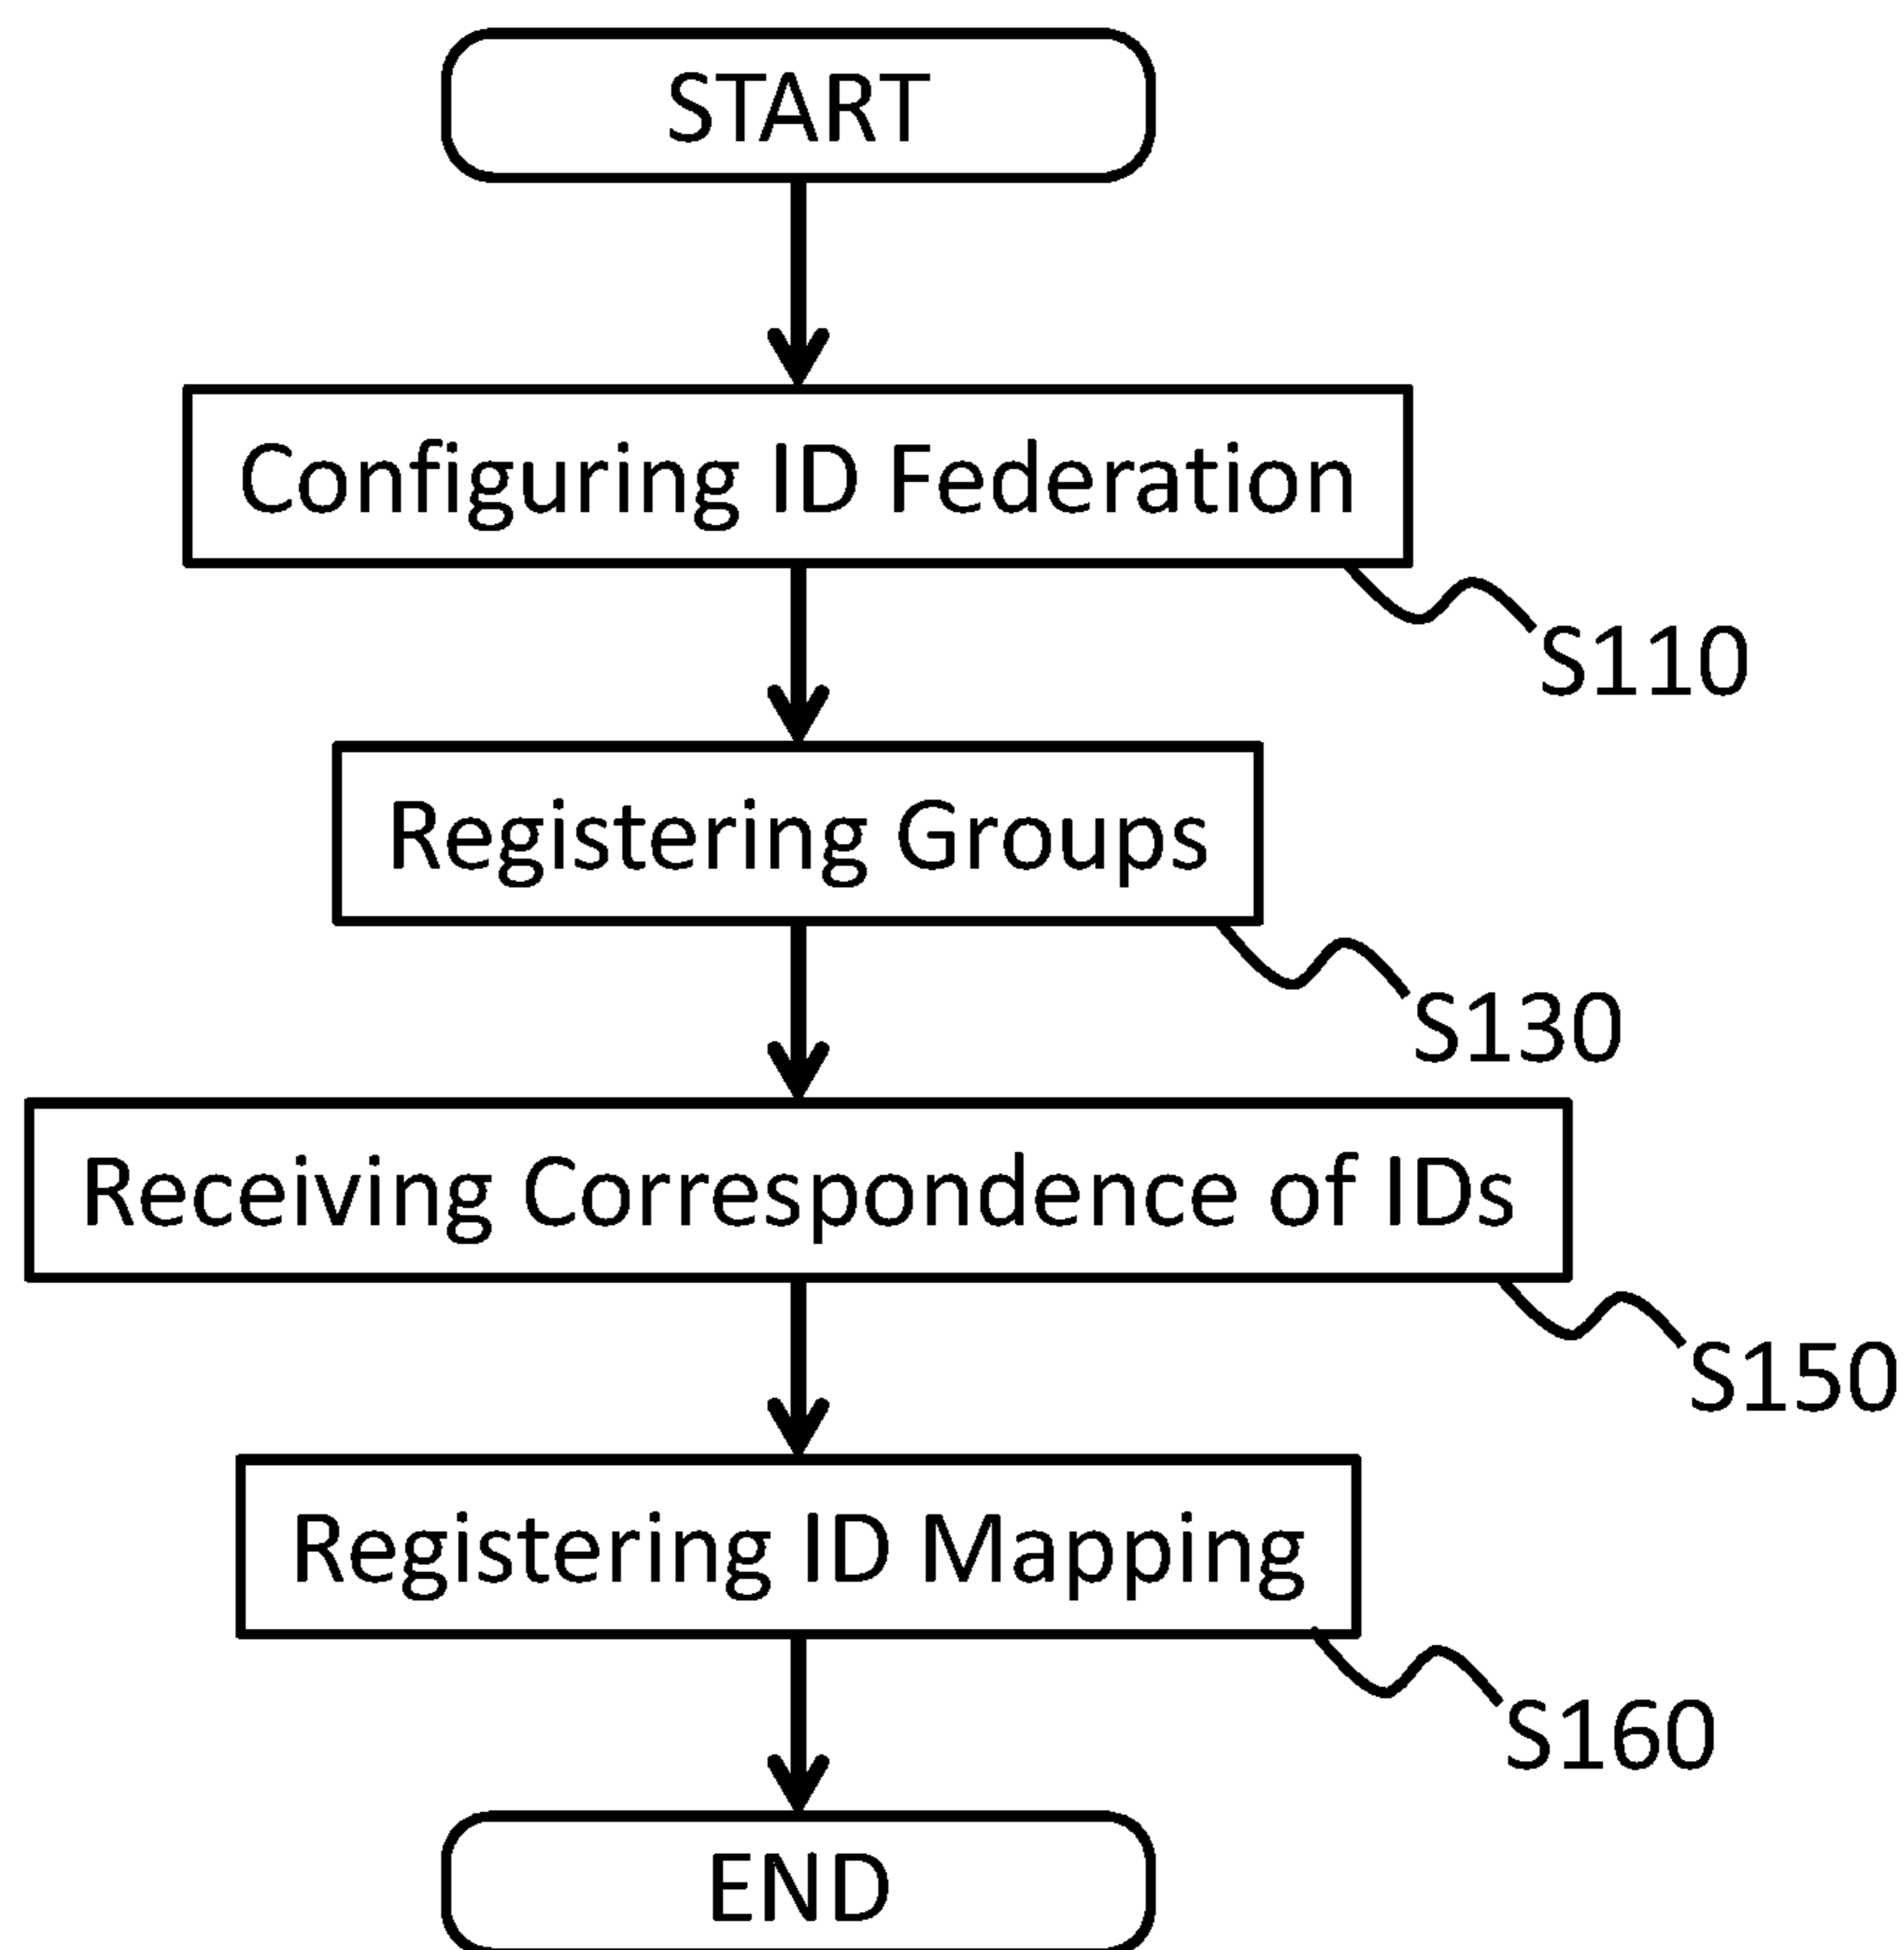 START
Configuring ID Federation
S110
Registering Groups
S130
Receiving Correspondence of IDs
S150
Registering ID Mapping
S160
END